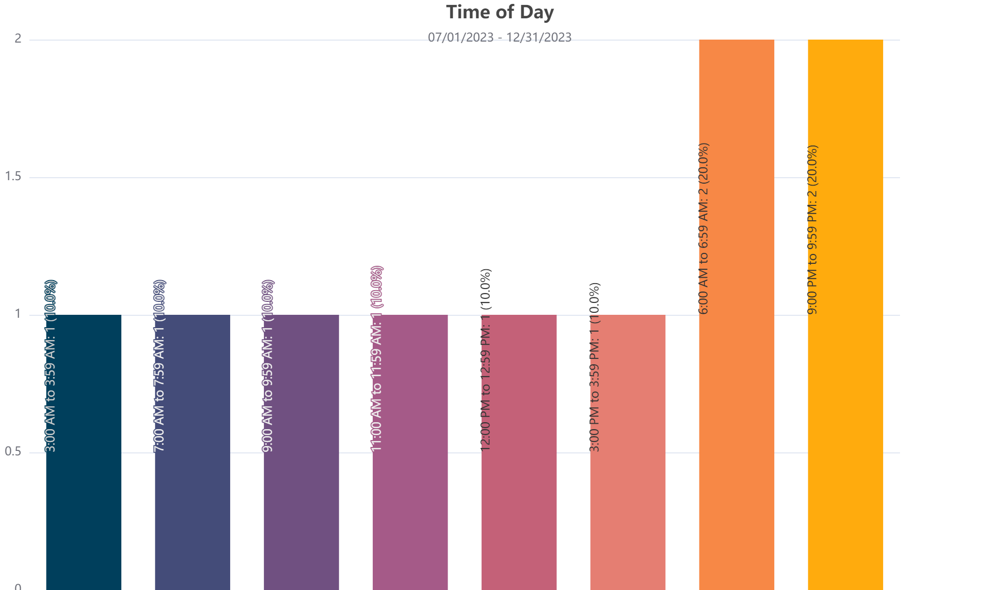 Time of Day
07/01/2023 - 12/31/2023
2
1.5
1
0.5
0
3:00 AM to 3:59 AM: 1 (10.0%)
7:00 AM to 7:59 AM: 1 (10.0%)
9:00 AM to 9:59 AM: 1 (10.0%)
11:00 AM to 11:59 AM: 1 (10.0%)
12:00 PM to 12:59 PM: 1 (10.0%)
3:00 PM to 3:59 PM: 1 (10.0%)
6:00 AM to 6:59 AM: 2 (20.0%)
9:00 PM to 9:59 PM: 2 (20.0%)